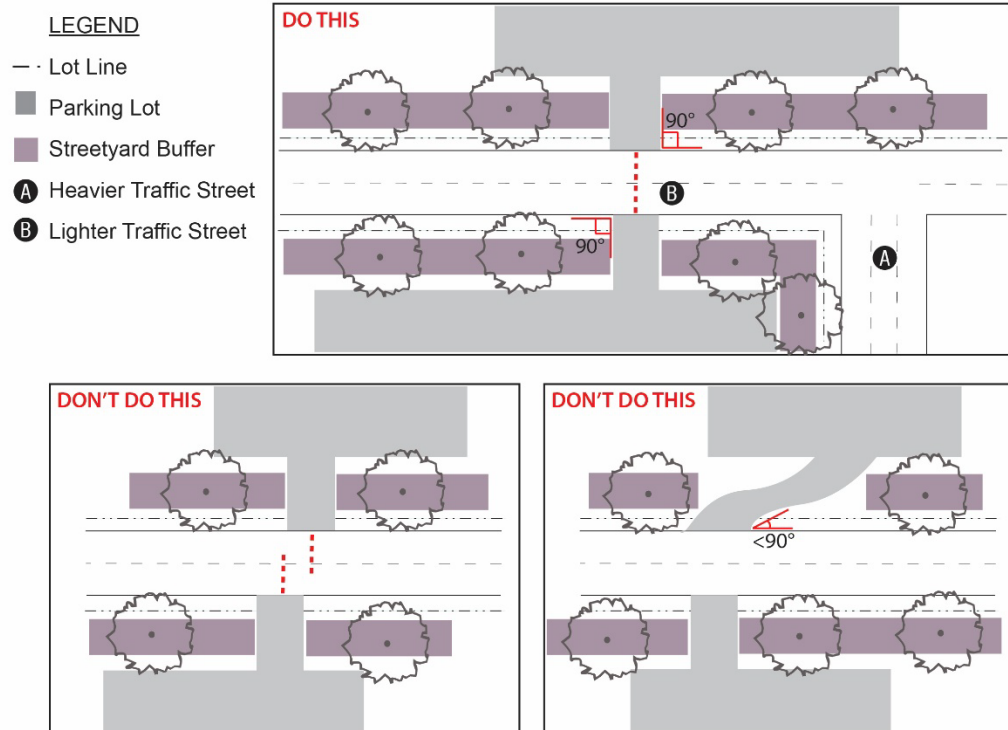 LEGEND
Lot Line
Parking Lot
Streetyard Buffer
A Heavier Traffic Street
B Lighter Traffic Street
DO THIS
90°
B
90°
A
DON'T DO THIS
DON'T DO THIS
<90°